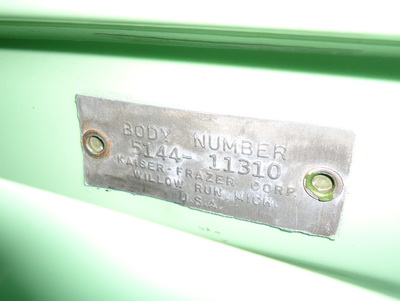 BODY NUMBER
5144- 11310
KAISER-FRAZER CORP.
WILLOW RUN, MICH.
U.S.A.